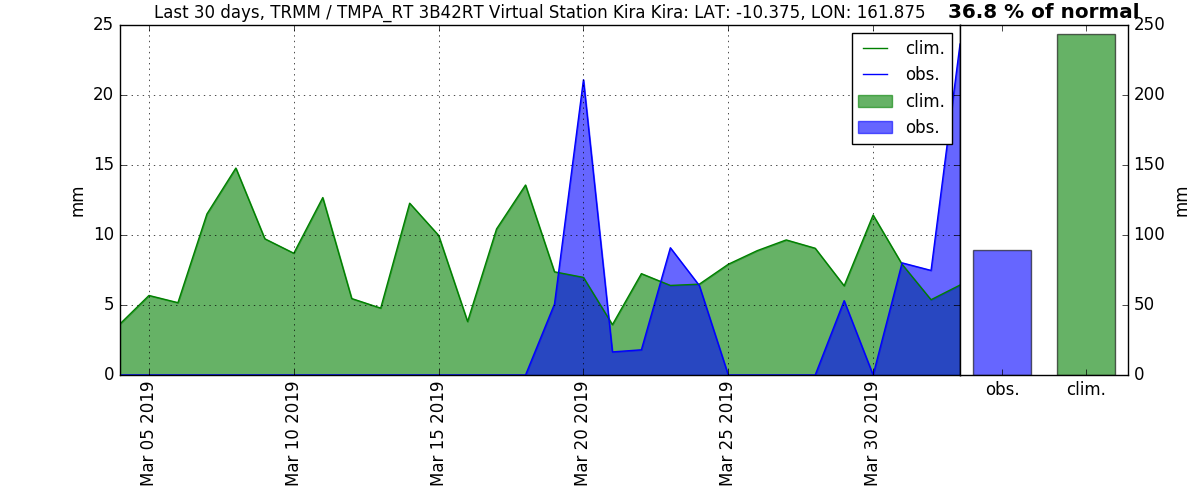 Last 30 days, TRMM / TMPA_RT 3B42RT Virtual Station Kira Kira: LAT: -10.375, LON: 161.875
36.8 % of normal
clim.
obs.
clim.
obs.
25
20
15
10
5
0
mm
Mar 05 2019
Mar 10 2019
Mar 15 2019
Mar 20 2019
Mar 25 2019
Mar 30 2019
250
200
150
100
50
0
mm
obs.
clim.